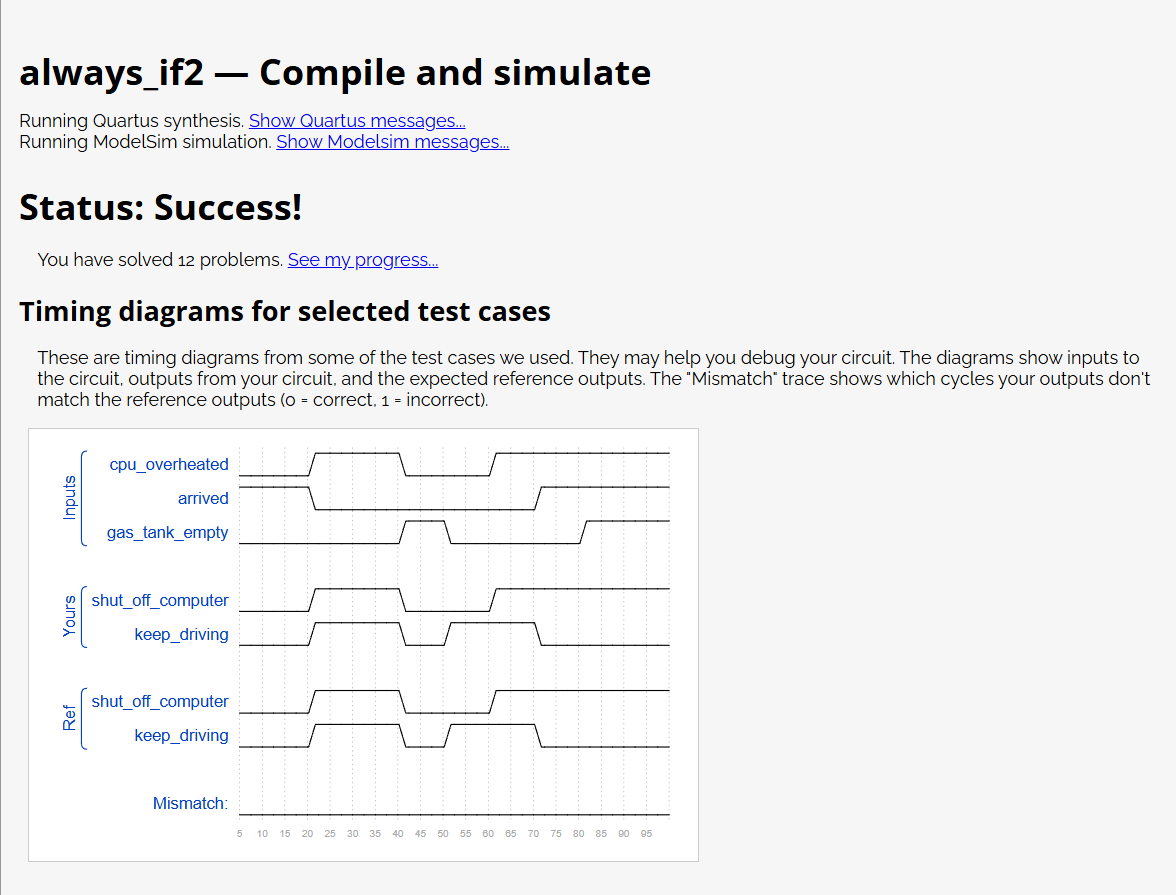 always_if2 — Compile and simulate
Running Quartus synthesis. Show Quartus messages...
Running ModelSim simulation. Show Modelsim messages...
Status: Success!
You have solved 12 problems. See my progress...
Timing diagrams for selected test cases
These are timing diagrams from some of the test cases we used. They may help you debug your circuit. The diagrams show inputs to
the circuit, outputs from your circuit, and the expected reference outputs. The "Mismatch" trace shows which cycles your outputs don't
match the reference outputs (0 = correct, 1 = incorrect).
Inputs
cpu_overheated
arrived
gas_tank_empty
Yours
shut_off_computer
keep_driving
Ref
shut_off_computer
keep_driving
Mismatch:
5 10 15 20 25 30 35 40 45 50 55 60 65 70 75 80 85 90 95